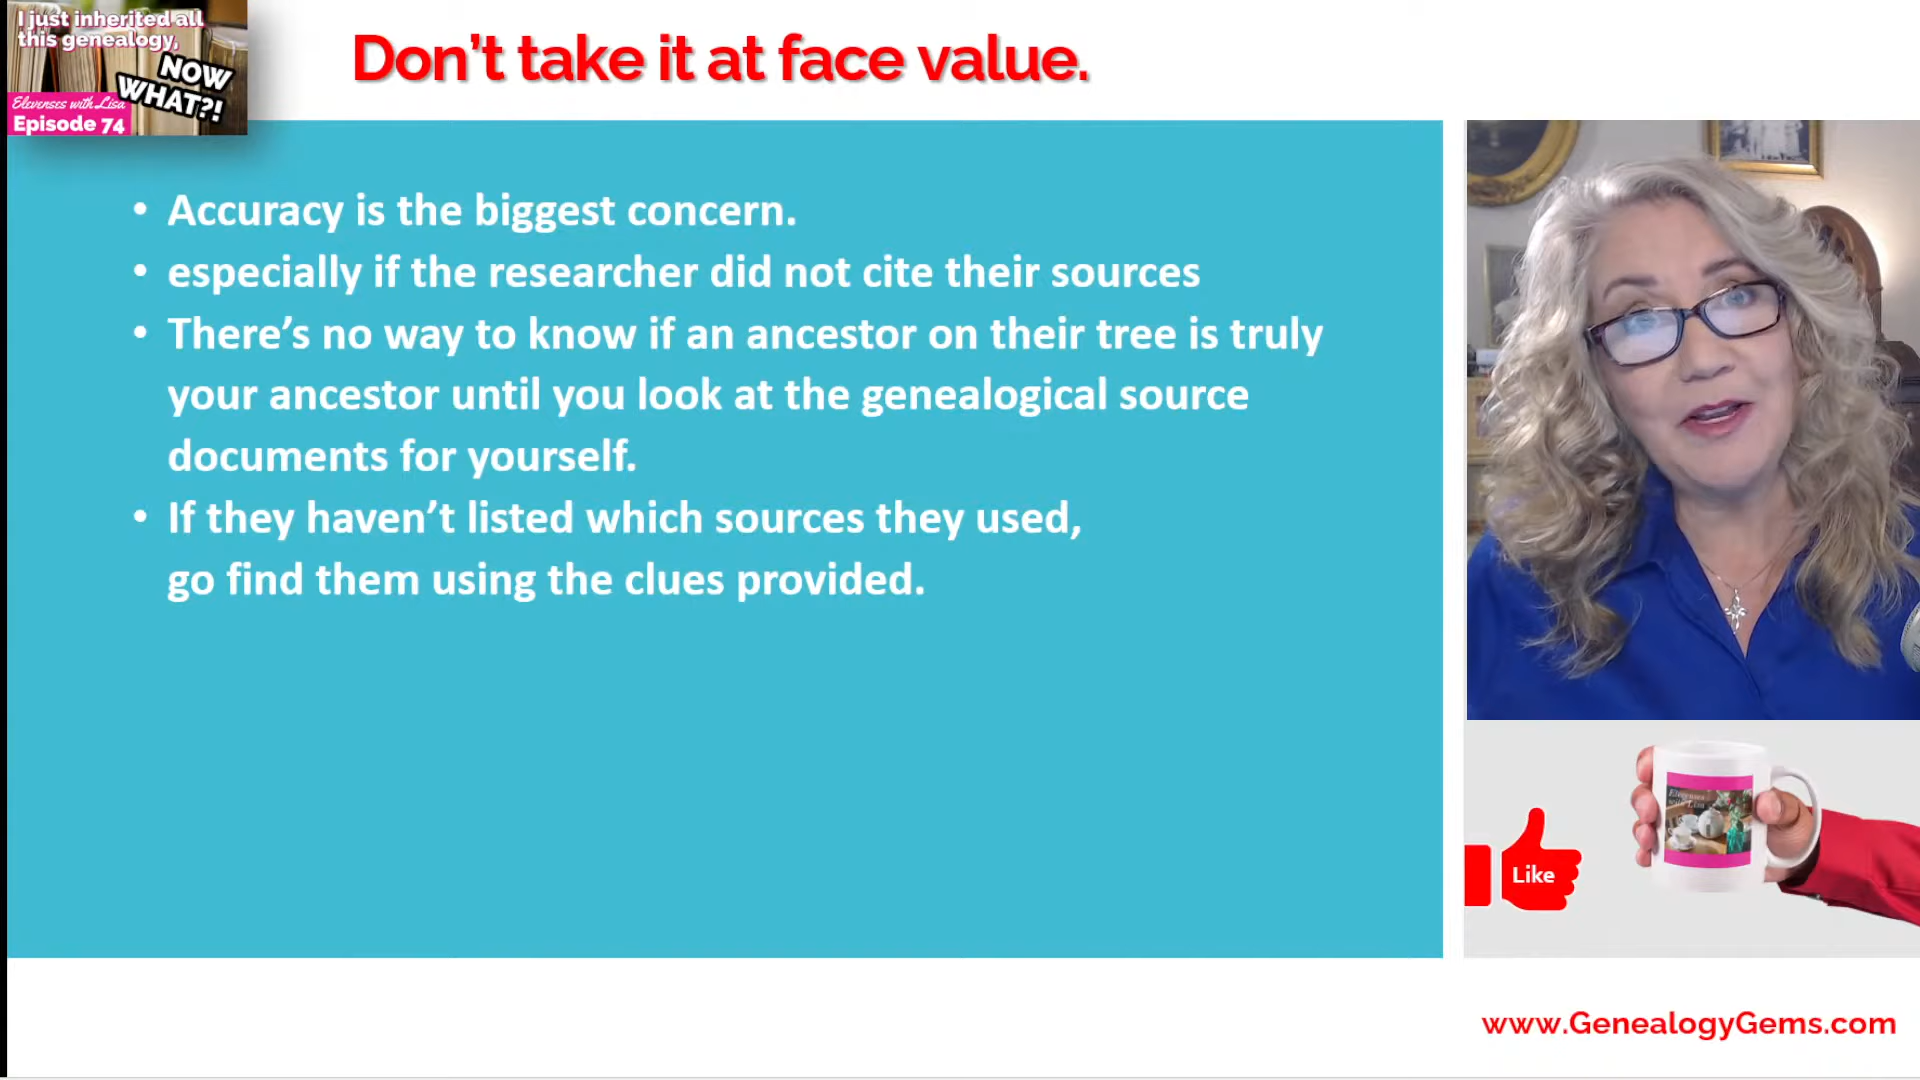 I just inherited all
this genealogy,
NOW
WHAT?!
Elevenses with Lisa
Episode 74
Don’t take it at face value.
• Accuracy is the biggest concern.
• especially if the researcher did not cite their sources
• There’s no way to know if an ancestor on their tree is truly
your ancestor until you look at the genealogical source
documents for yourself.
• If they haven’t listed which sources they used,
go find them using the clues provided.
Elevenses
with Lisa
Like
www.GenealogyGems.com